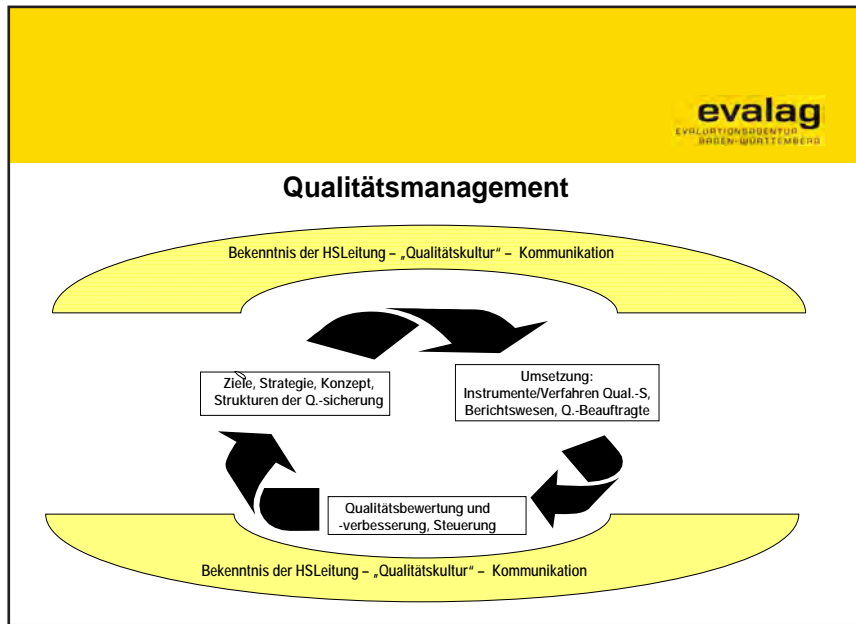 evalag
EVALUATIONSAGENTUR
BADEN-WÜRTTEMBERG
Qualitätsmanagement
Bekenntnis der HSLeitung – „Qualitätskultur“ – Kommunikation
Ziele, Strategie, Konzept,
Strukturen der Q.-sicherung
Umsetzung:
Instrumente/Verfahren Qual.-S,
Berichtswesen, Q.-Beauftragte
Qualitätsbewertung und
-verbesserung, Steuerung
Bekenntnis der HSLeitung – „Qualitätskultur“ – Kommunikation